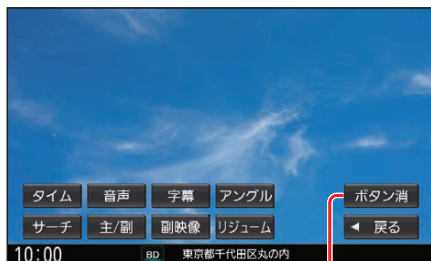 タイム 音声 字幕 アングル ボタン消
サーチ 主/副 副映像 リジューム ◄ 戻る
10:00 BD 東京都千代田区丸の内